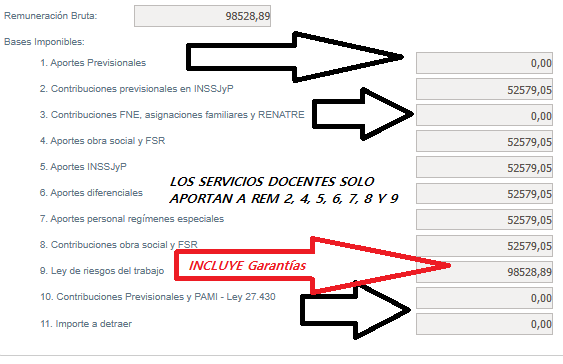 Remuneración Bruta: 98528,89
Bases Imponibles:
1. Aportes Previsionales 0,00
2. Contribuciones previsionales en INSSJyP 52579,05
3. Contribuciones FNE, asignaciones familiares y RENATRE 0,00
4. Aportes obra social y FSR 52579,05
5. Aportes INSSJyP 52579,05
LOS SERVICIOS DOCENTES SOLO
6. Aportes diferenciales 52579,05
APORTAN A REM 2, 4, 5, 6, 7, 8 Y 9
7. Aportes personal regímenes especiales 52579,05
8. Contribuciones obra social y FSR 52579,05
INCLUYE Garantías
9. Ley de riesgos del trabajo 98528,89
10. Contribuciones Previsionales y PAMI - Ley 27.430 0,00
11. Importe a detraer 0,00